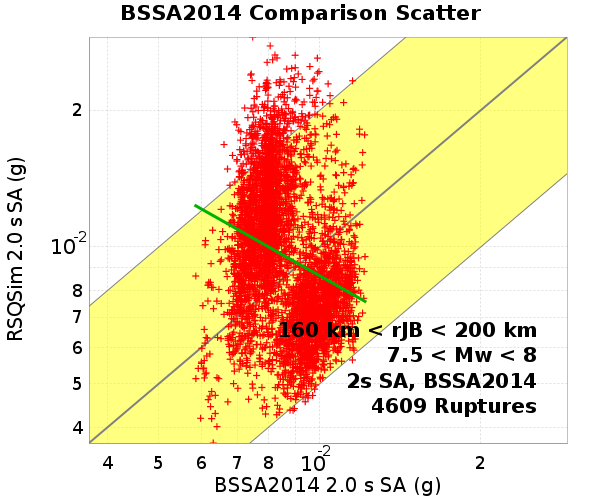 BSSA2014 Comparison Scatter
RSQSim 2.0 s SA (g)
2
10-2
8
7
6
5
4
160 km < rJB < 200 km
7.5 < Mw < 8
2s SA, BSSA2014
4609 Ruptures
4 5 6 7 8 10-2 2
BSSA2014 2.0 s SA (g)